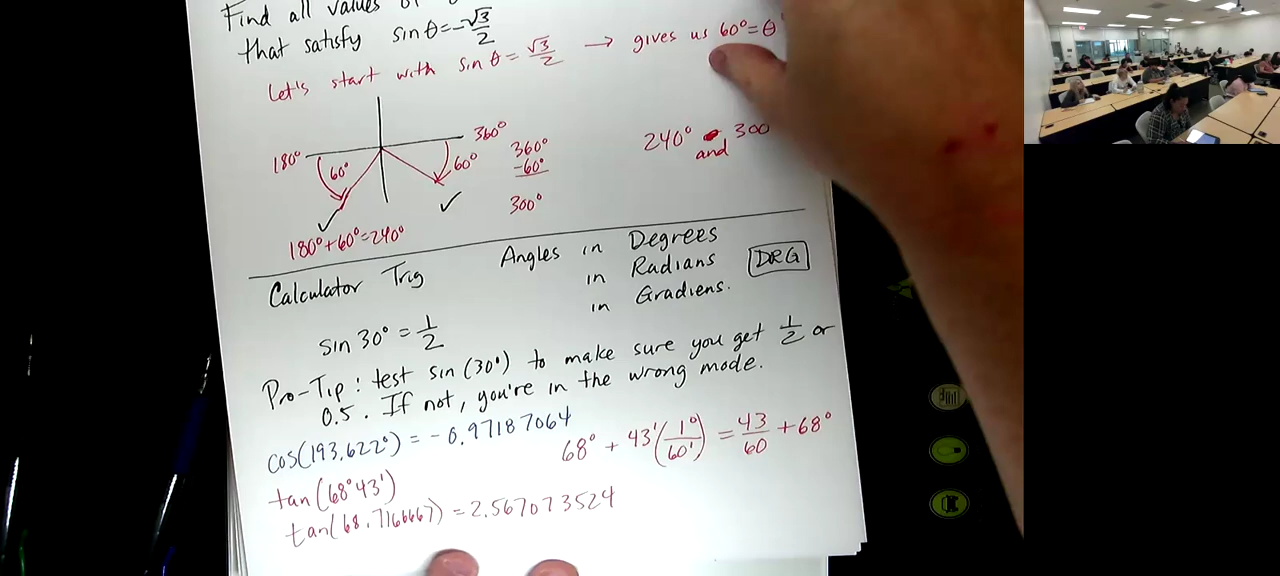 Find all values of
that satisfy sin θ = -√3/2
Let's start with sin θ = √3/2 → gives us 60° = θ'
180° 60° 360° 60°
360°
-60°
300°
240° and 300
180°+60°=240°
Calculator Trig
Angles in Degrees
in Radians
in Gradiens.
DRG
sin 30° = 1/2
Pro-Tip: test sin(30°) to make sure you get 1/2 or
0.5. If not, you're in the wrong mode.
cos(193.622°) = -0.97187064
68° + 43'(1°/60') = 43/60 + 68°
tan(68°43')
tan(68.7166667) = 2.567073524